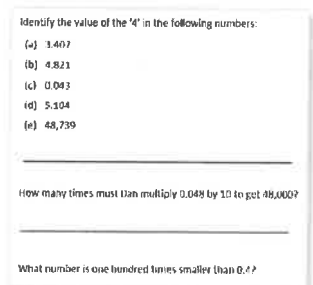 Identify the value of the '4' in the following numbers:
(a) 3.407
(b) 4.821
(c) 0.043
(d) 5.104
(e) 48,739
How many times must Dan multiply 0.048 by 10 to get 48,000?
What number is one hundred times smaller than 0.4?